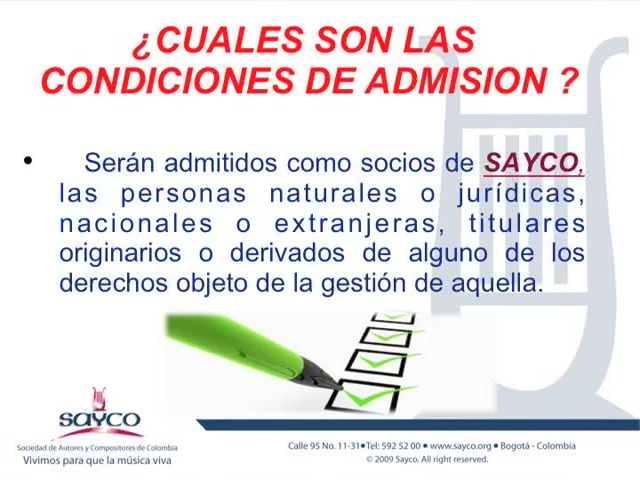 ¿CUALES SON LAS
CONDICIONES DE ADMISION ?
• Serán admitidos como socios de SAYCO,
las personas naturales o jurídicas,
nacionales o extranjeras, titulares
originarios o derivados de alguno de los
derechos objeto de la gestión de aquella.
sayco
Sociedad de Autores y Compositores de Colombia
Vivimos para que la música viva
Calle 95 No. 11-31•Tel: 592 52 00 • www.sayco.org • Bogotá - Colombia
© 2009 Sayco. All right reserved.